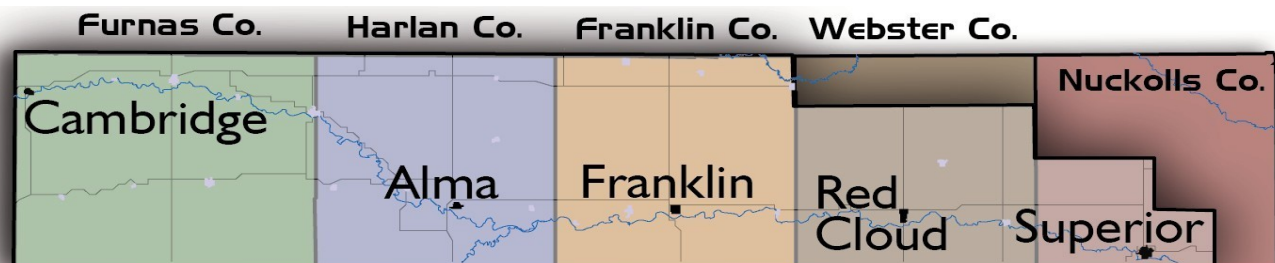 Furnas Co.
Harlan Co.
Franklin Co.
Webster Co.
Nuckolls Co.
Cambridge
Alma
Franklin
Red
Cloud
Superior